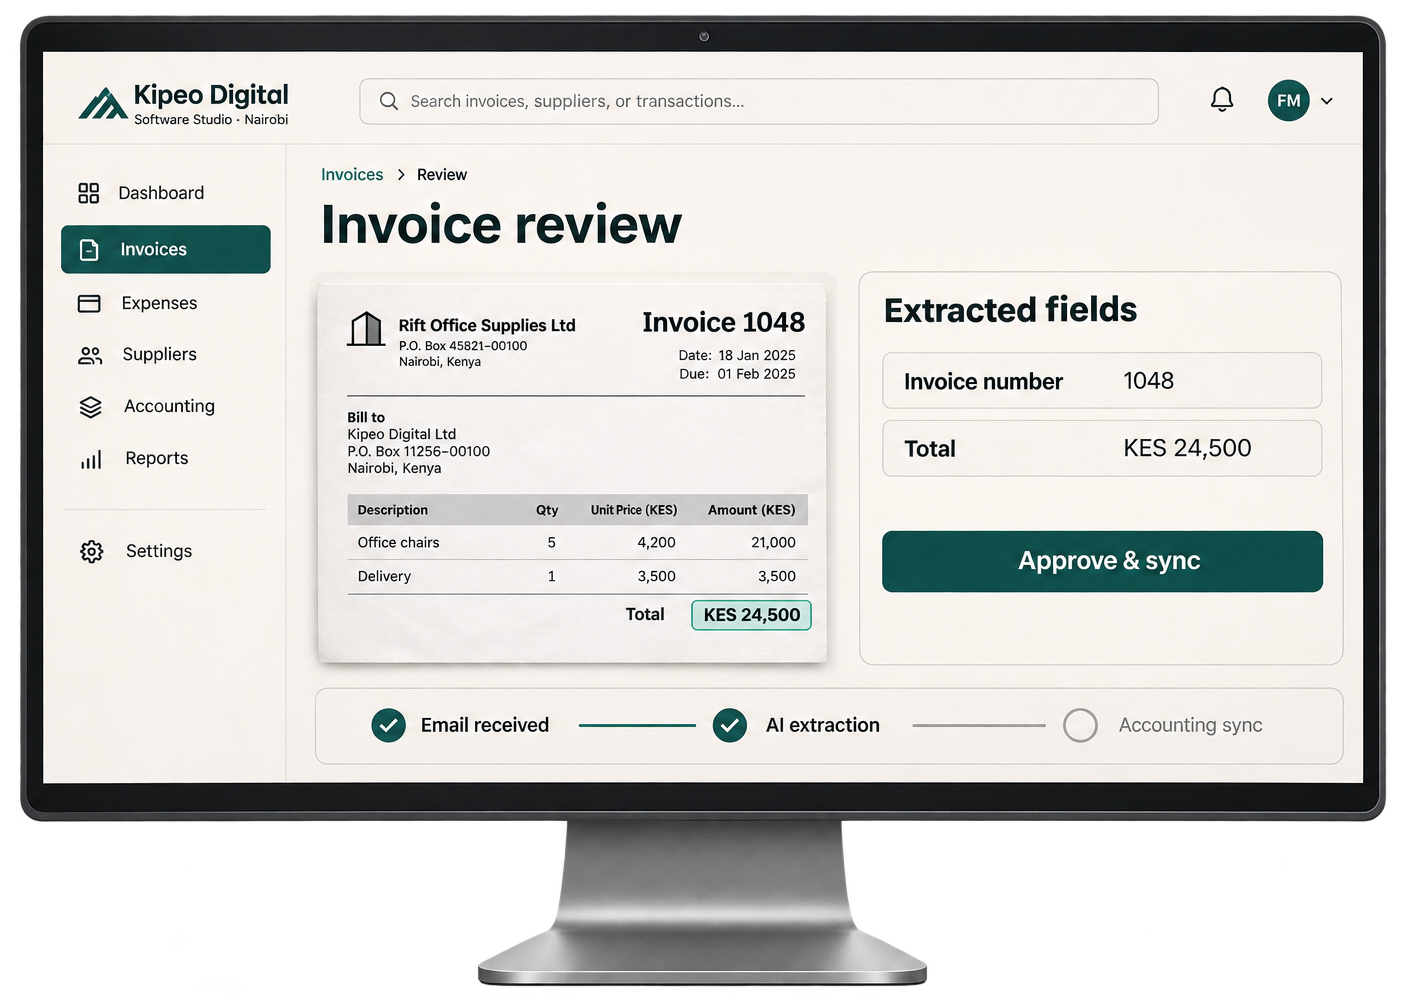 Kipeo Digital
Software Studio · Nairobi
Search invoices, suppliers, or transactions...
FM
Dashboard
Invoices
Expenses
Suppliers
Accounting
Reports
Settings
Invoices > Review
Invoice review
Rift Office Supplies Ltd
P.O. Box 45821–00100
Nairobi, Kenya
Invoice 1048
Date: 18 Jan 2025
Due: 01 Feb 2025
Bill to
Kipeo Digital Ltd
P.O. Box 11256–00100
Nairobi, Kenya
Description Qty Unit Price (KES) Amount (KES)
Office chairs 5 4,200 21,000
Delivery 1 3,500 3,500
Total KES 24,500
Extracted fields
Invoice number 1048
Total KES 24,500
Approve & sync
Email received
AI extraction
Accounting sync